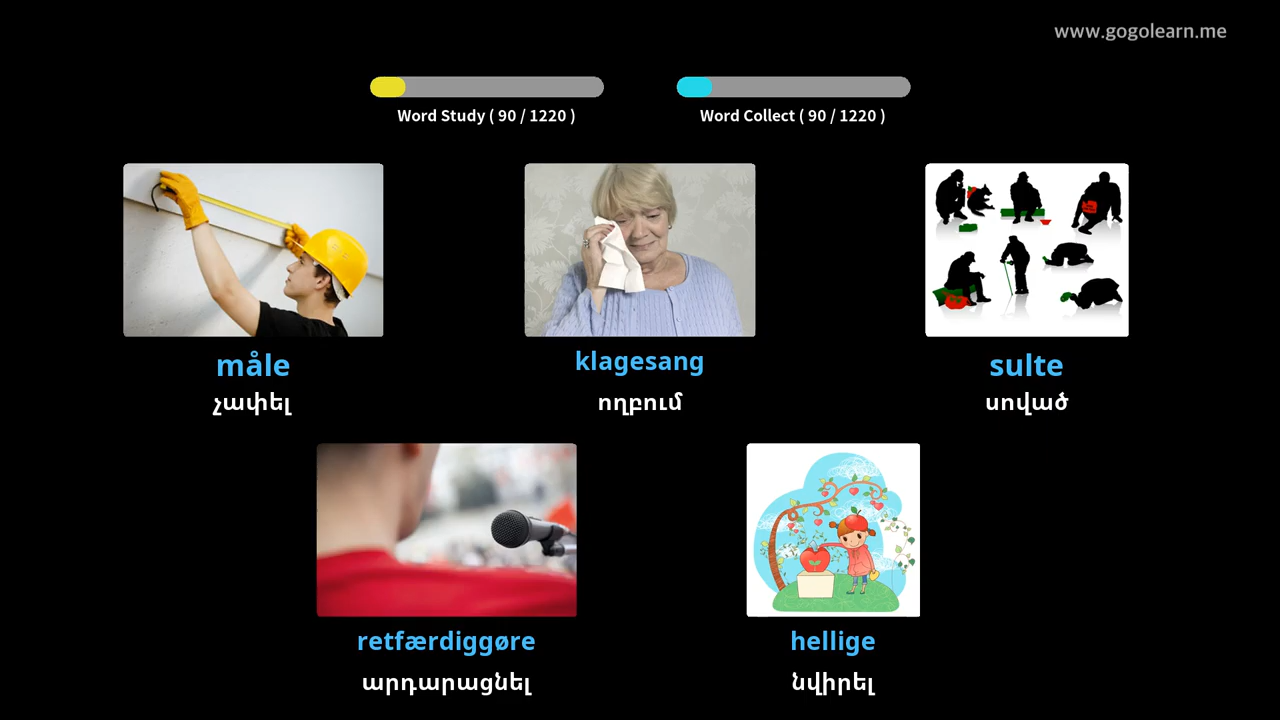 www.gogolearn.me
Word Study ( 90 / 1220 )
Word Collect ( 90 / 1220 )
måle
չափել
klagesang
ողբում
sulte
սոված
retfærdiggøre
արդարացնել
hellige
նվիրել